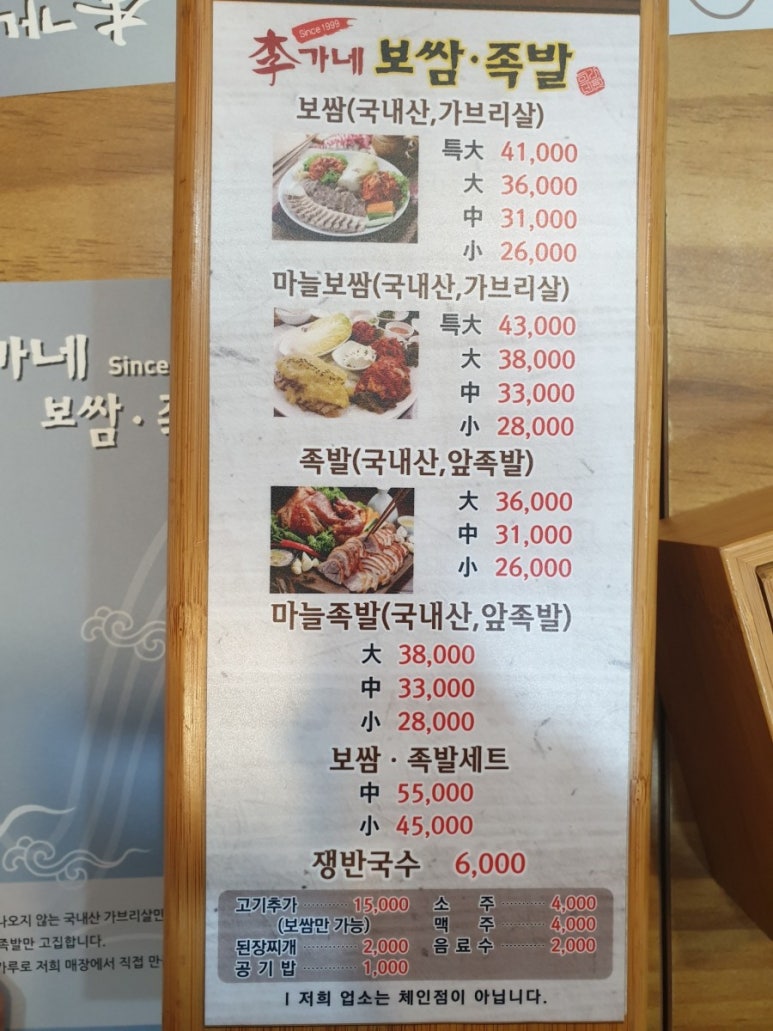 Since 1999
李가네 보쌈·족발
보쌈(국내산,가브리살)
특大 41,000
大 36,000
中 31,000
小 26,000
마늘보쌈(국내산,가브리살)
특大 43,000
大 38,000
中 33,000
小 28,000
족발(국내산,앞족발)
大 36,000
中 31,000
小 26,000
마늘족발(국내산,앞족발)
大 38,000
中 33,000
小 28,000
보쌈 · 족발세트
中 55,000
小 45,000
쟁반국수 6,000
고기추가 ········ 15,000
(보쌈만 가능)
된장찌개 ············ 2,000
공 기 밥 ············ 1,000
소 주 ············ 4,000
맥 주 ············ 4,000
음 료 수 ············ 2,000
I 저희 업소는 체인점이 아닙니다.
가네 Since
보쌈 ·
나오지 않는 국내산 가브리살만
족발만 고집합니다.
가루로 저희 매장에서 직접 만